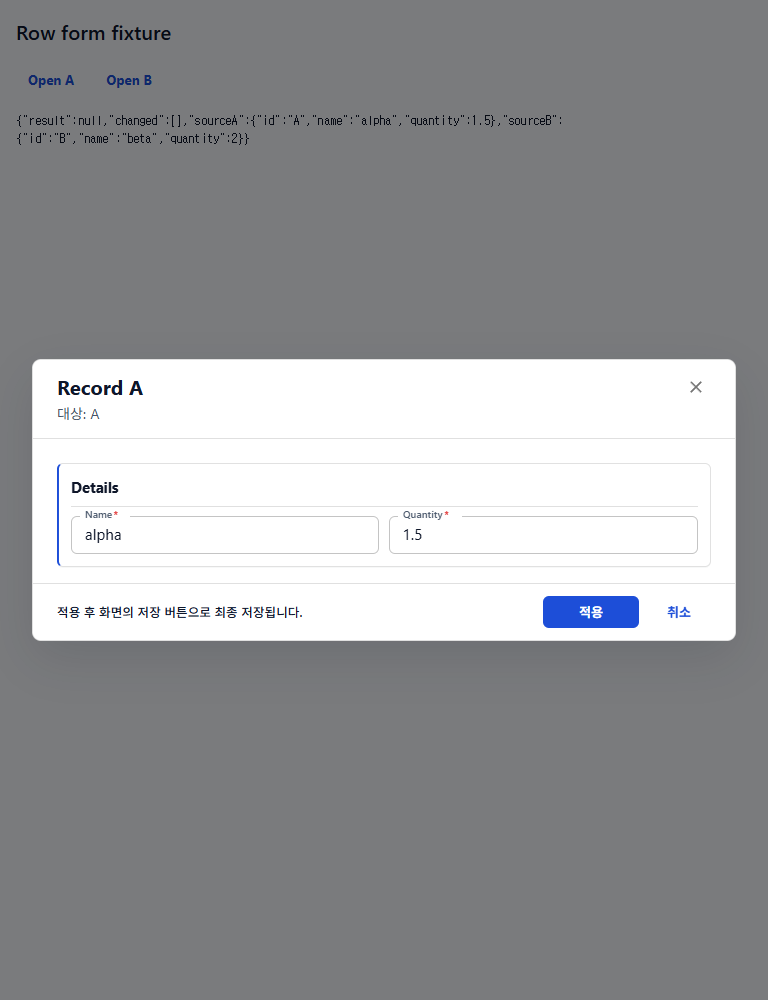 Row form fixture
Open A Open B
{"result":null,"changed":[],"sourceA":{"id":"A","name":"alpha","quantity":1.5},"sourceB":
{"id":"B","name":"beta","quantity":2}}
Record A
대상: A
Details
Name* Quantity*
alpha 1.5
적용 후 화면의 저장 버튼으로 최종 저장됩니다. 적용 취소